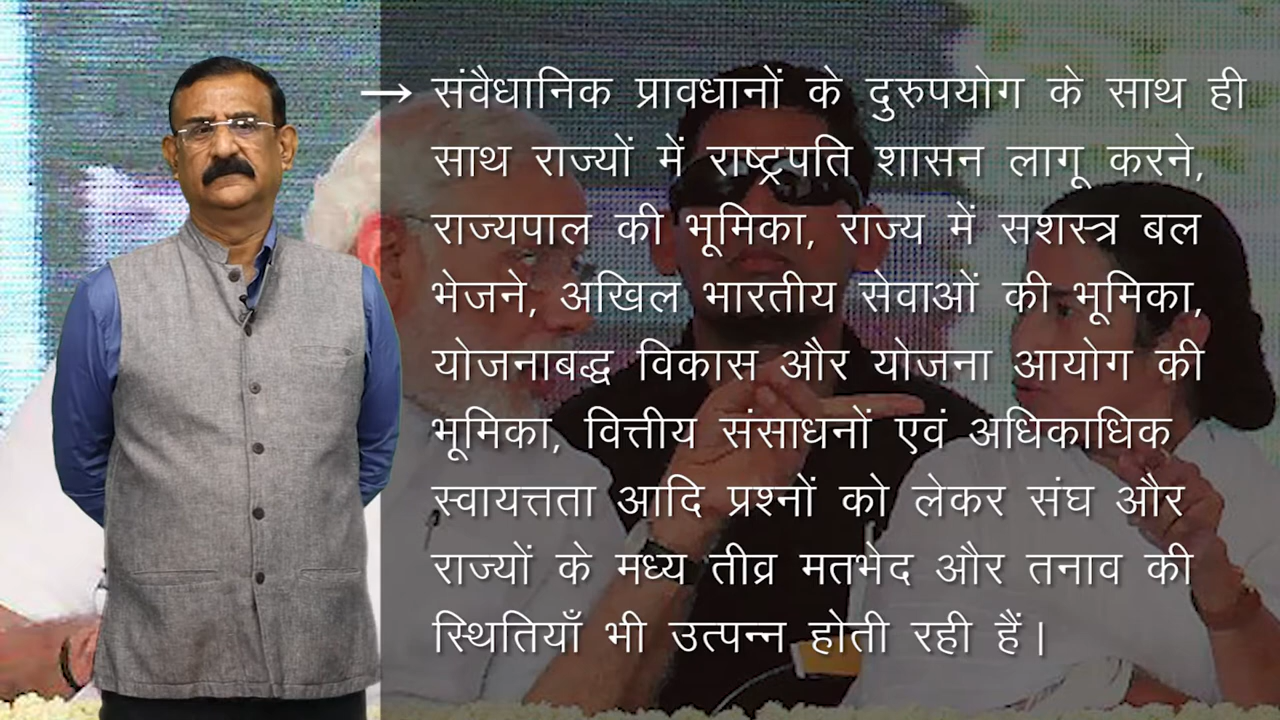 → संवैधानिक प्रावधानों के दुरुपयोग के साथ ही
साथ राज्यों में राष्ट्रपति शासन लागू करने,
राज्यपाल की भूमिका, राज्य में सशस्त्र बल
भेजने, अखिल भारतीय सेवाओं की भूमिका,
योजनाबद्ध विकास और योजना आयोग की
भूमिका, वित्तीय संसाधनों एवं अधिकाधिक
स्वायत्तता आदि प्रश्नों को लेकर संघ और
राज्यों के मध्य तीव्र मतभेद और तनाव की
स्थितियाँ भी उत्पन्न होती रही हैं।